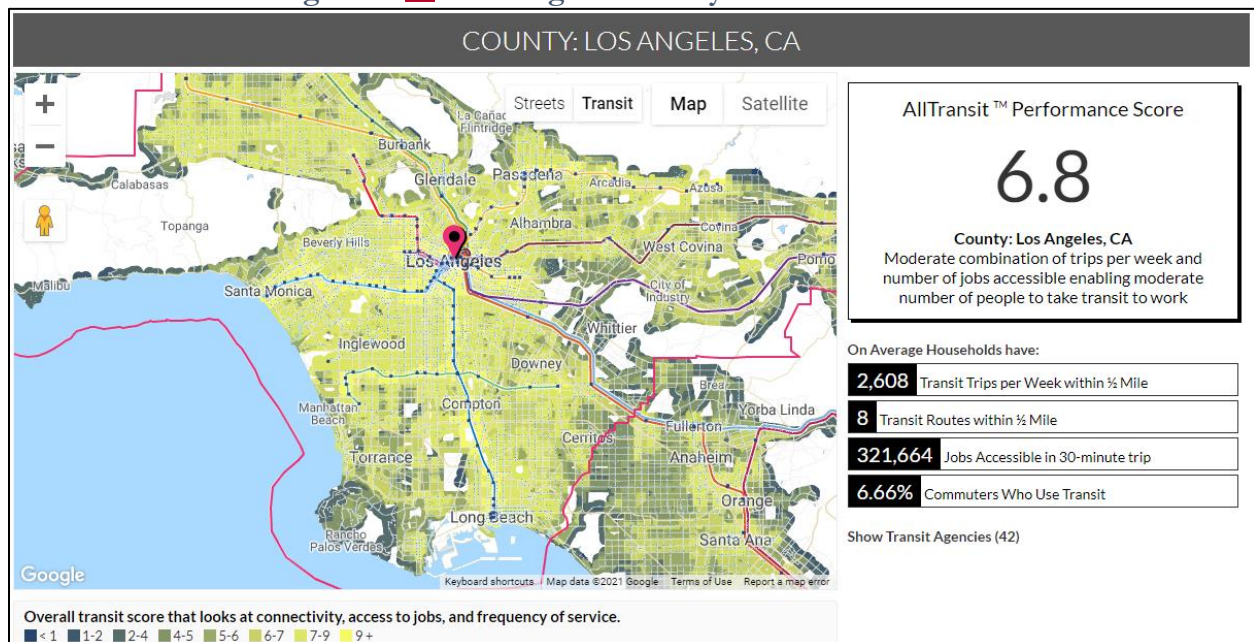 COUNTY: LOS ANGELES, CA
Streets Transit Map Satellite
La Cañad
Flintridge
Burbank
Calabasas
Glendale
Pasadena
Arcadia
Azusa
Topanga
Alhambra
Covina
Beverly Hills
West Covina
Los Angeles
Pomo
Malibu
Santa Monica
City of
Industry
Whittier
Inglewood
Downey
Brea
Manhattan
Beach
Compton
Yorba Linda
Fullerton
Cerritos
Anaheim
Torrance
Orange
Long Beach
Rancho
Palos Verdes
Santa Ana
Google
Keyboard shortcuts Map data ©2021 Google Terms of Use Report a map error
Overall transit score that looks at connectivity, access to jobs, and frequency of service.
< 1 1-2 2-4 4-5 5-6 6-7 7-9 9 +
AllTransit ™ Performance Score
6.8
County: Los Angeles, CA
Moderate combination of trips per week and
number of jobs accessible enabling moderate
number of people to take transit to work
On Average Households have:
2,608 Transit Trips per Week within ½ Mile
8 Transit Routes within ½ Mile
321,664 Jobs Accessible in 30-minute trip
6.66% Commuters Who Use Transit
Show Transit Agencies (42)